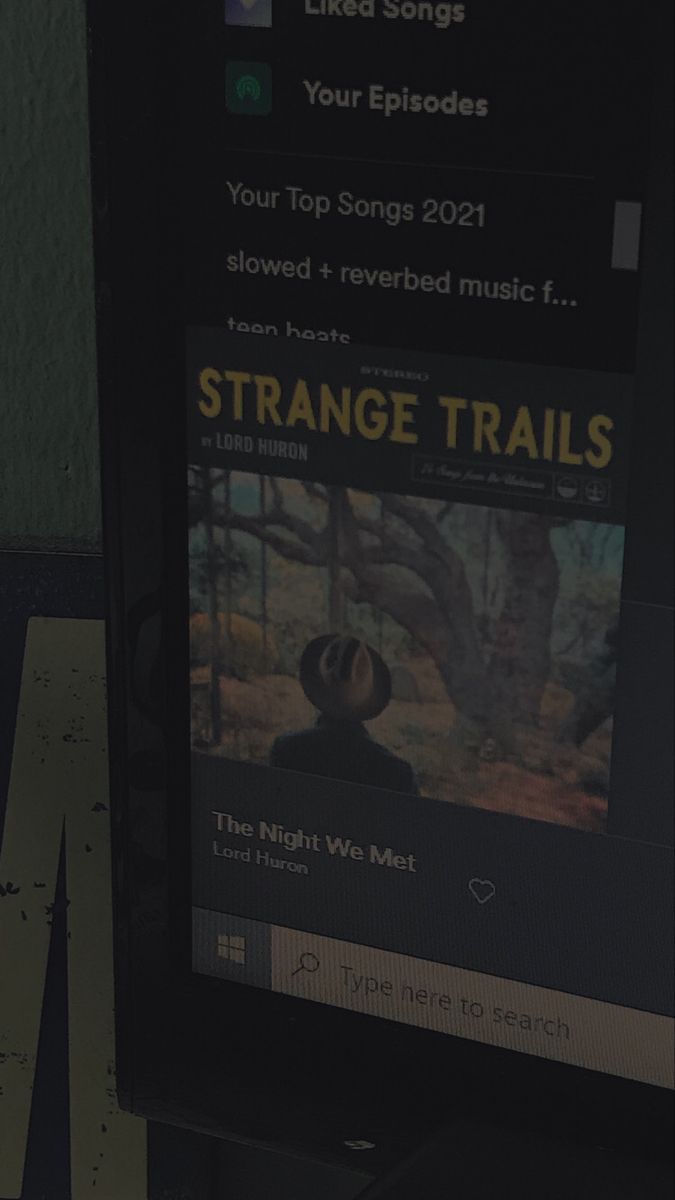 Liked Songs
Your Episodes
Your Top Songs 2021
slowed + reverbed music f...
teen beats
STEREO
STRANGE TRAILS
BY LORD HURON
The Night We Met
Lord Huron
Type here to search